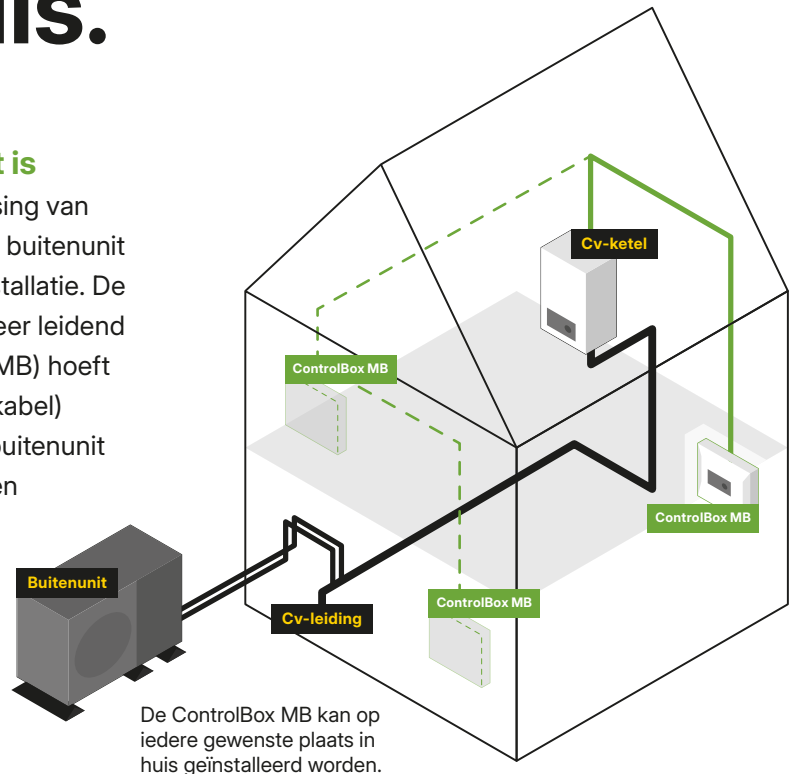 t is
sing van
buitenunit
tallatie. De
eer leidend
MB) hoeft
kabel)
buitenunit
en
Cv-ketel
ControlBox MB
ControlBox MB
Buitenunit
ControlBox MB
Cv-leiding
De ControlBox MB kan op
iedere gewenste plaats in
huis geïnstalleerd worden.